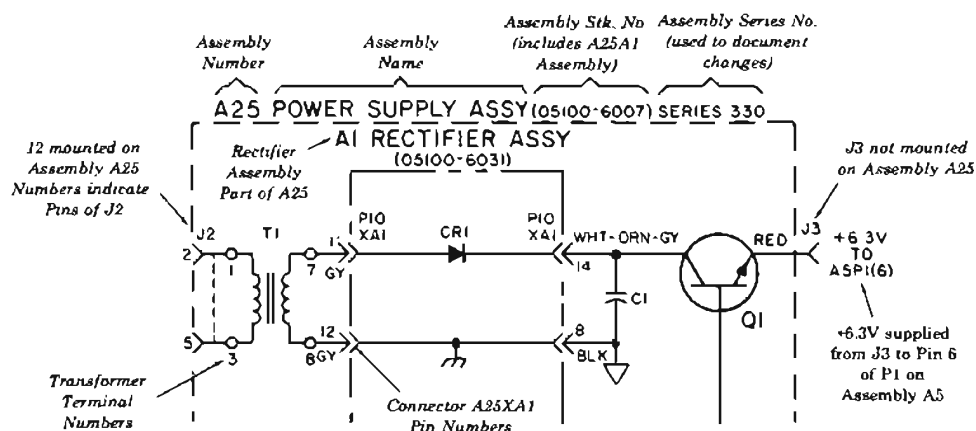 Assembly
Number
Assembly
Name
Assembly Stk. No
(includes A25A1
Assembly)
Assembly Series No.
(used to document
changes)
A25 POWER SUPPLY ASSY (05100-6007) SERIES 330
A1 RECTIFIER ASSY
(05100-6031)
Rectifier
Assembly
Part of A25
J2 mounted on
Assembly A25
Numbers indicate
Pins of J2
J3 not mounted
on Assembly A25
J2
T1
P10
XA1
CR1
P10
XA1
WHT-ORN-GY
RED
J3
2
1
7
11
GY
14
+6.3V
TO
A5P1(6)
C1
Q1
5
3
8
12
GY
8
BLK
+6.3V supplied
from J3 to Pin 6
of P1 on
Assembly A5
Transformer
Terminal
Numbers
Connector A25XA1
Pin Numbers